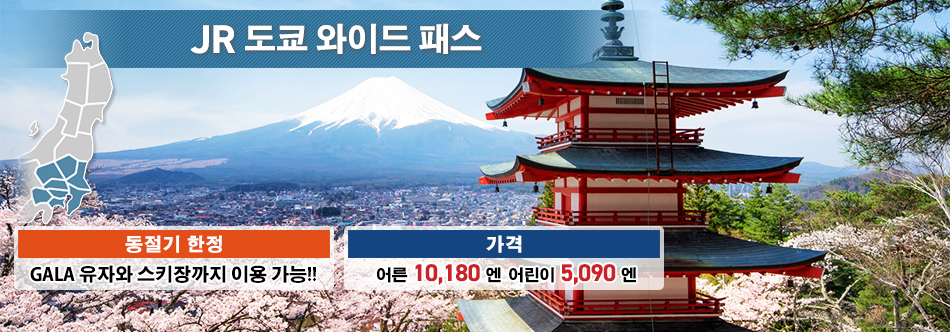 JR 도쿄 와이드 패스
동절기 한정
GALA 유자와 스키장까지 이용 가능!!
가격
어른 10,180 엔 어린이 5,090 엔